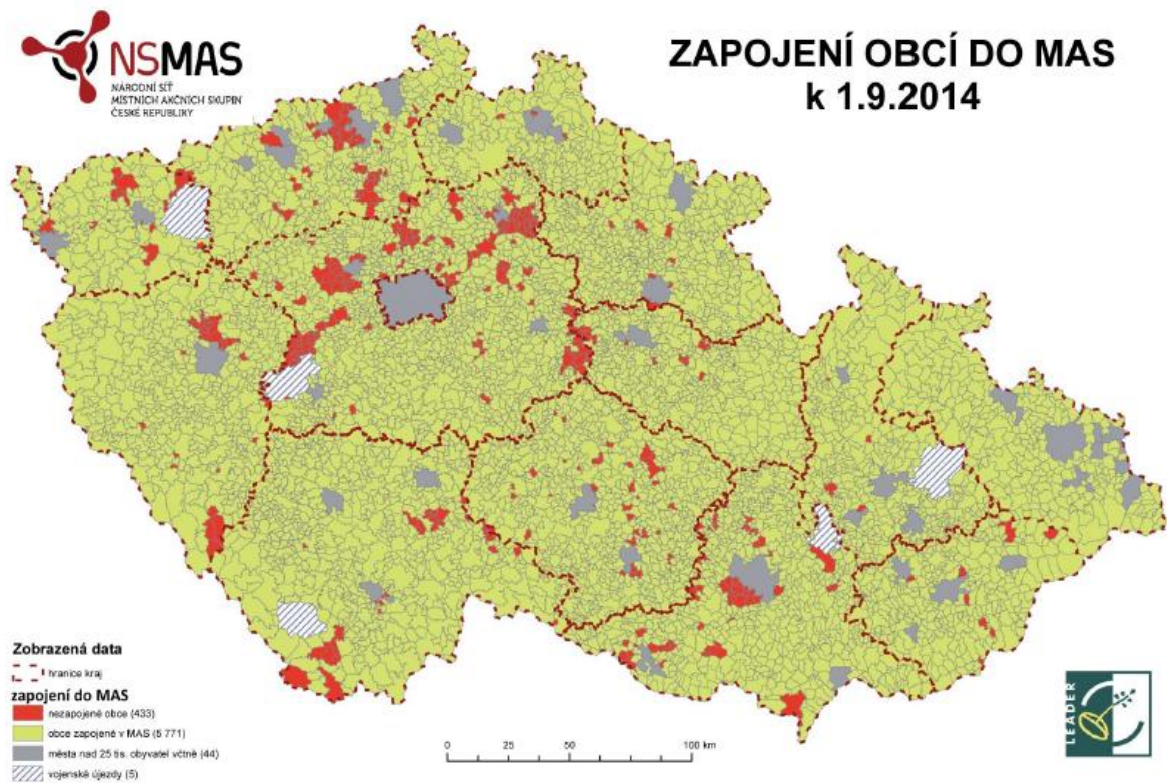 NSMAS
NÁRODNÍ SÍŤ
MÍSTNÍCH AKČNÍCH SKUPIN
ČESKÉ REPUBLIKY
ZAPOJENÍ OBCÍ DO MAS
k 1.9.2014
Zobrazená data
hranice kraj
zapojení do MAS
nezapojené obce (433)
obce zapojené v MAS (5 771)
města nad 25 tis. obyvatel včtně (44)
vojenské újezdy (5)
0 25 50 100 km
LEADER